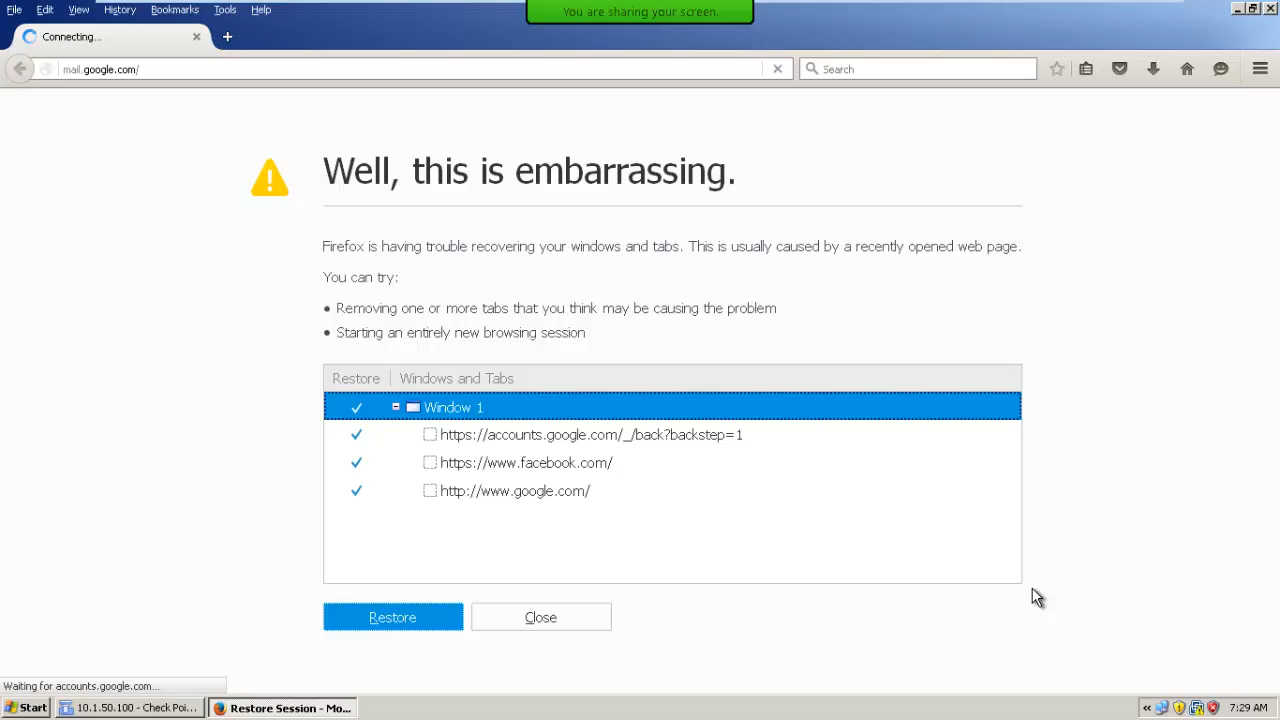 File Edit View History Bookmarks Tools Help
You are sharing your screen.
Connecting...
mail.google.com/
Search
Well, this is embarrassing.
Firefox is having trouble recovering your windows and tabs. This is usually caused by a recently opened web page.
You can try:
• Removing one or more tabs that you think may be causing the problem
• Starting an entirely new browsing session
Restore Windows and Tabs
Window 1
https://accounts.google.com/_/back?backstep=1
https://www.facebook.com/
http://www.google.com/
Restore Close
Waiting for accounts.google.com...
Start 10.1.50.100 - Check Poi... Restore Session - Mo... 7:29 AM